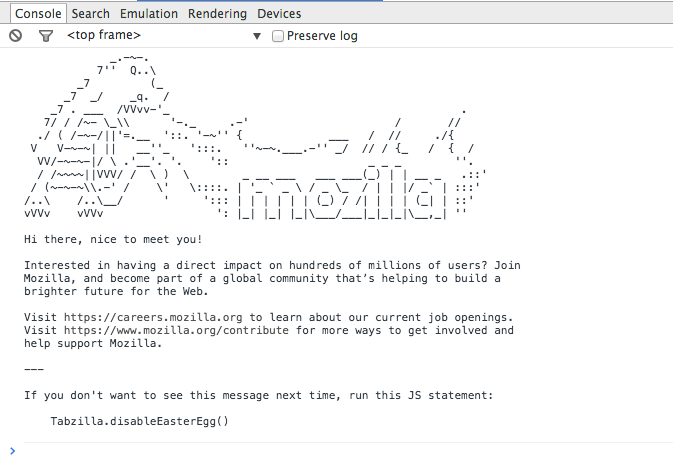 Console Search Emulation Rendering Devices
<top frame> Preserve log
mozilla
Hi there, nice to meet you!
Interested in having a direct impact on hundreds of millions of users? Join
Mozilla, and become part of a global community that’s helping to build a
brighter future for the Web.
Visit https://careers.mozilla.org to learn about our current job openings.
Visit https://www.mozilla.org/contribute for more ways to get involved and
help support Mozilla.
---
If you don't want to see this message next time, run this JS statement:
Tabzilla.disableEasterEgg()